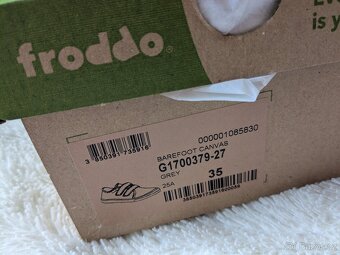 froddo®
is y
000001085830
BAREFOOT CANVAS
G1700379-27
GREY
35
25A